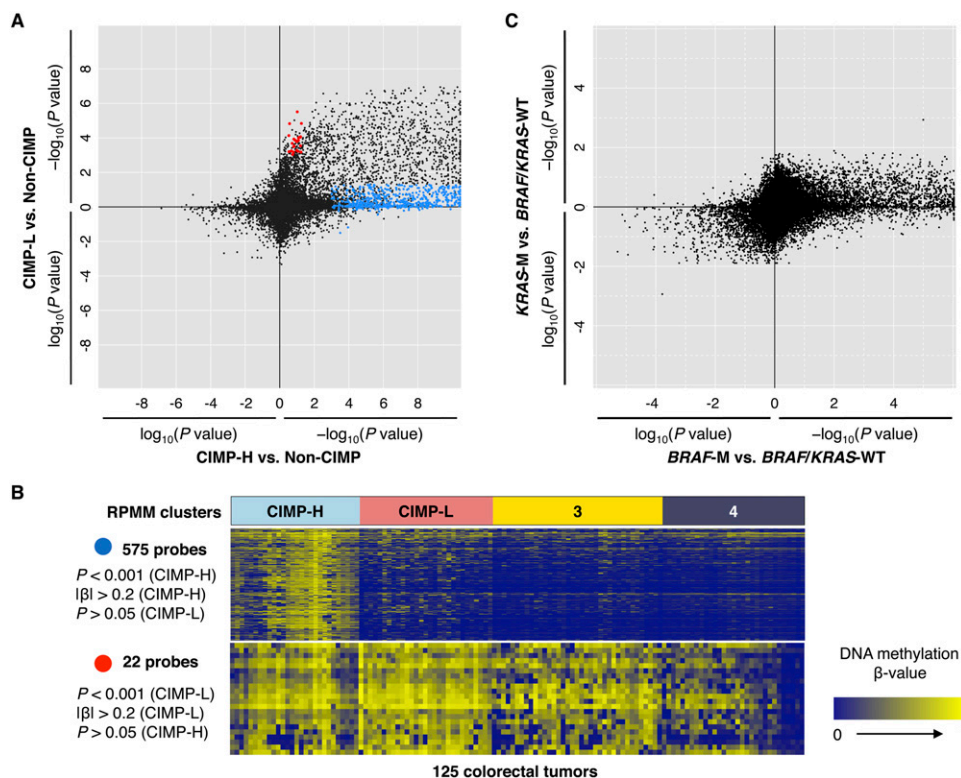 A
CIMP-L vs. Non-CIMP
−log10(P value)
log10(P value)
8
6
4
2
0
-2
-4
-6
-8
-8 -6 -4 -2 0 2 4 6 8
log10(P value) −log10(P value)
CIMP-H vs. Non-CIMP
C
KRAS-M vs. BRAF/KRAS-WT
−log10(P value)
log10(P value)
4
2
0
-2
-4
-4 -2 0 2 4
log10(P value) −log10(P value)
BRAF-M vs. BRAF/KRAS-WT
B
RPMM clusters CIMP-H CIMP-L 3 4
575 probes
P < 0.001 (CIMP-H)
|β| > 0.2 (CIMP-H)
P > 0.05 (CIMP-L)
22 probes
P < 0.001 (CIMP-L)
|β| > 0.2 (CIMP-L)
P > 0.05 (CIMP-H)
125 colorectal tumors
DNA methylation
β-value
0